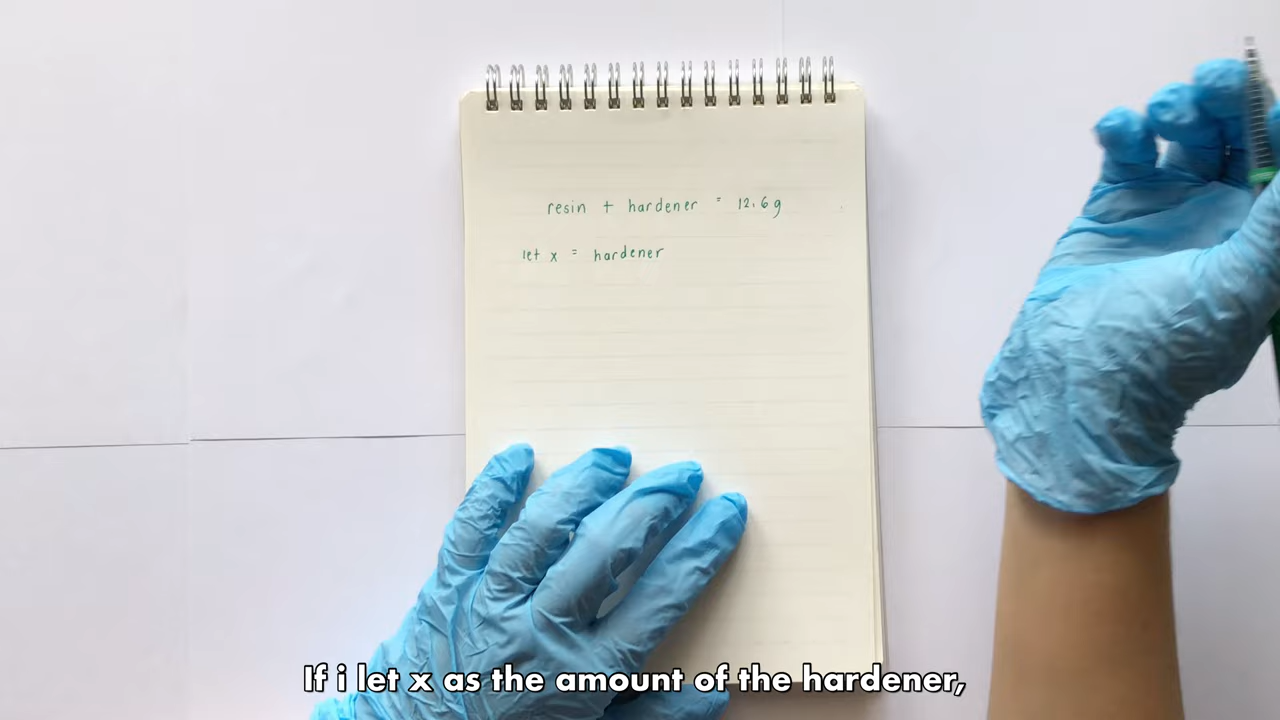 resin + hardener = 12.6g
let x = hardener
If i let x as the amount of the hardener,